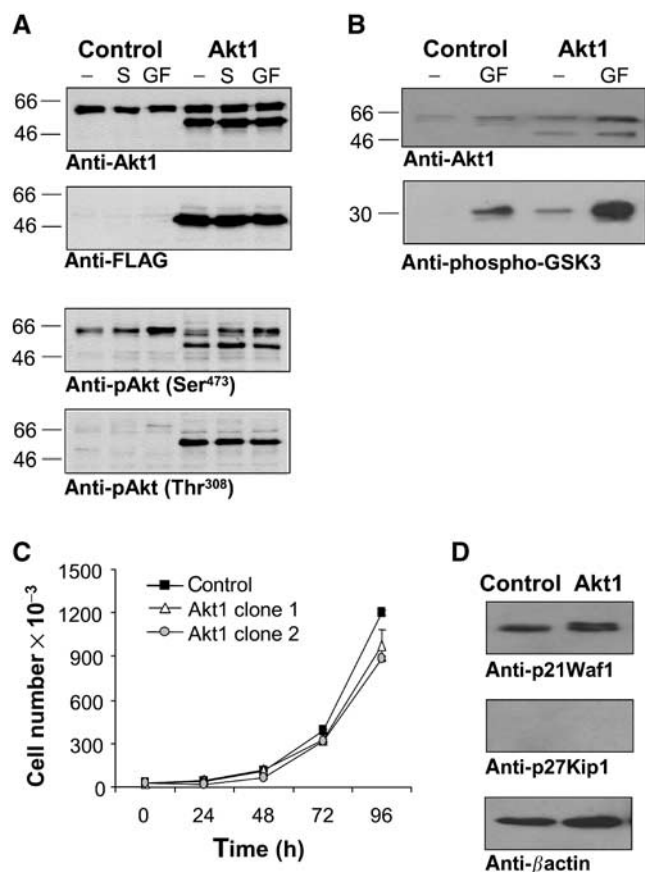 A
Control Akt1
– S GF – S GF
66
46
Anti-Akt1
66
46
Anti-FLAG
66
46
Anti-pAkt (Ser⁴⁷³)
66
46
Anti-pAkt (Thr³⁰⁸)
B
Control Akt1
– GF – GF
66
46
Anti-Akt1
30
Anti-phospho-GSK3
C
1500
1200
900
600
300
0
Cell number × 10⁻³
Control
Akt1 clone 1
Akt1 clone 2
0 24 48 72 96
Time (h)
D
Control Akt1
Anti-p21Waf1
Anti-p27Kip1
Anti-βactin